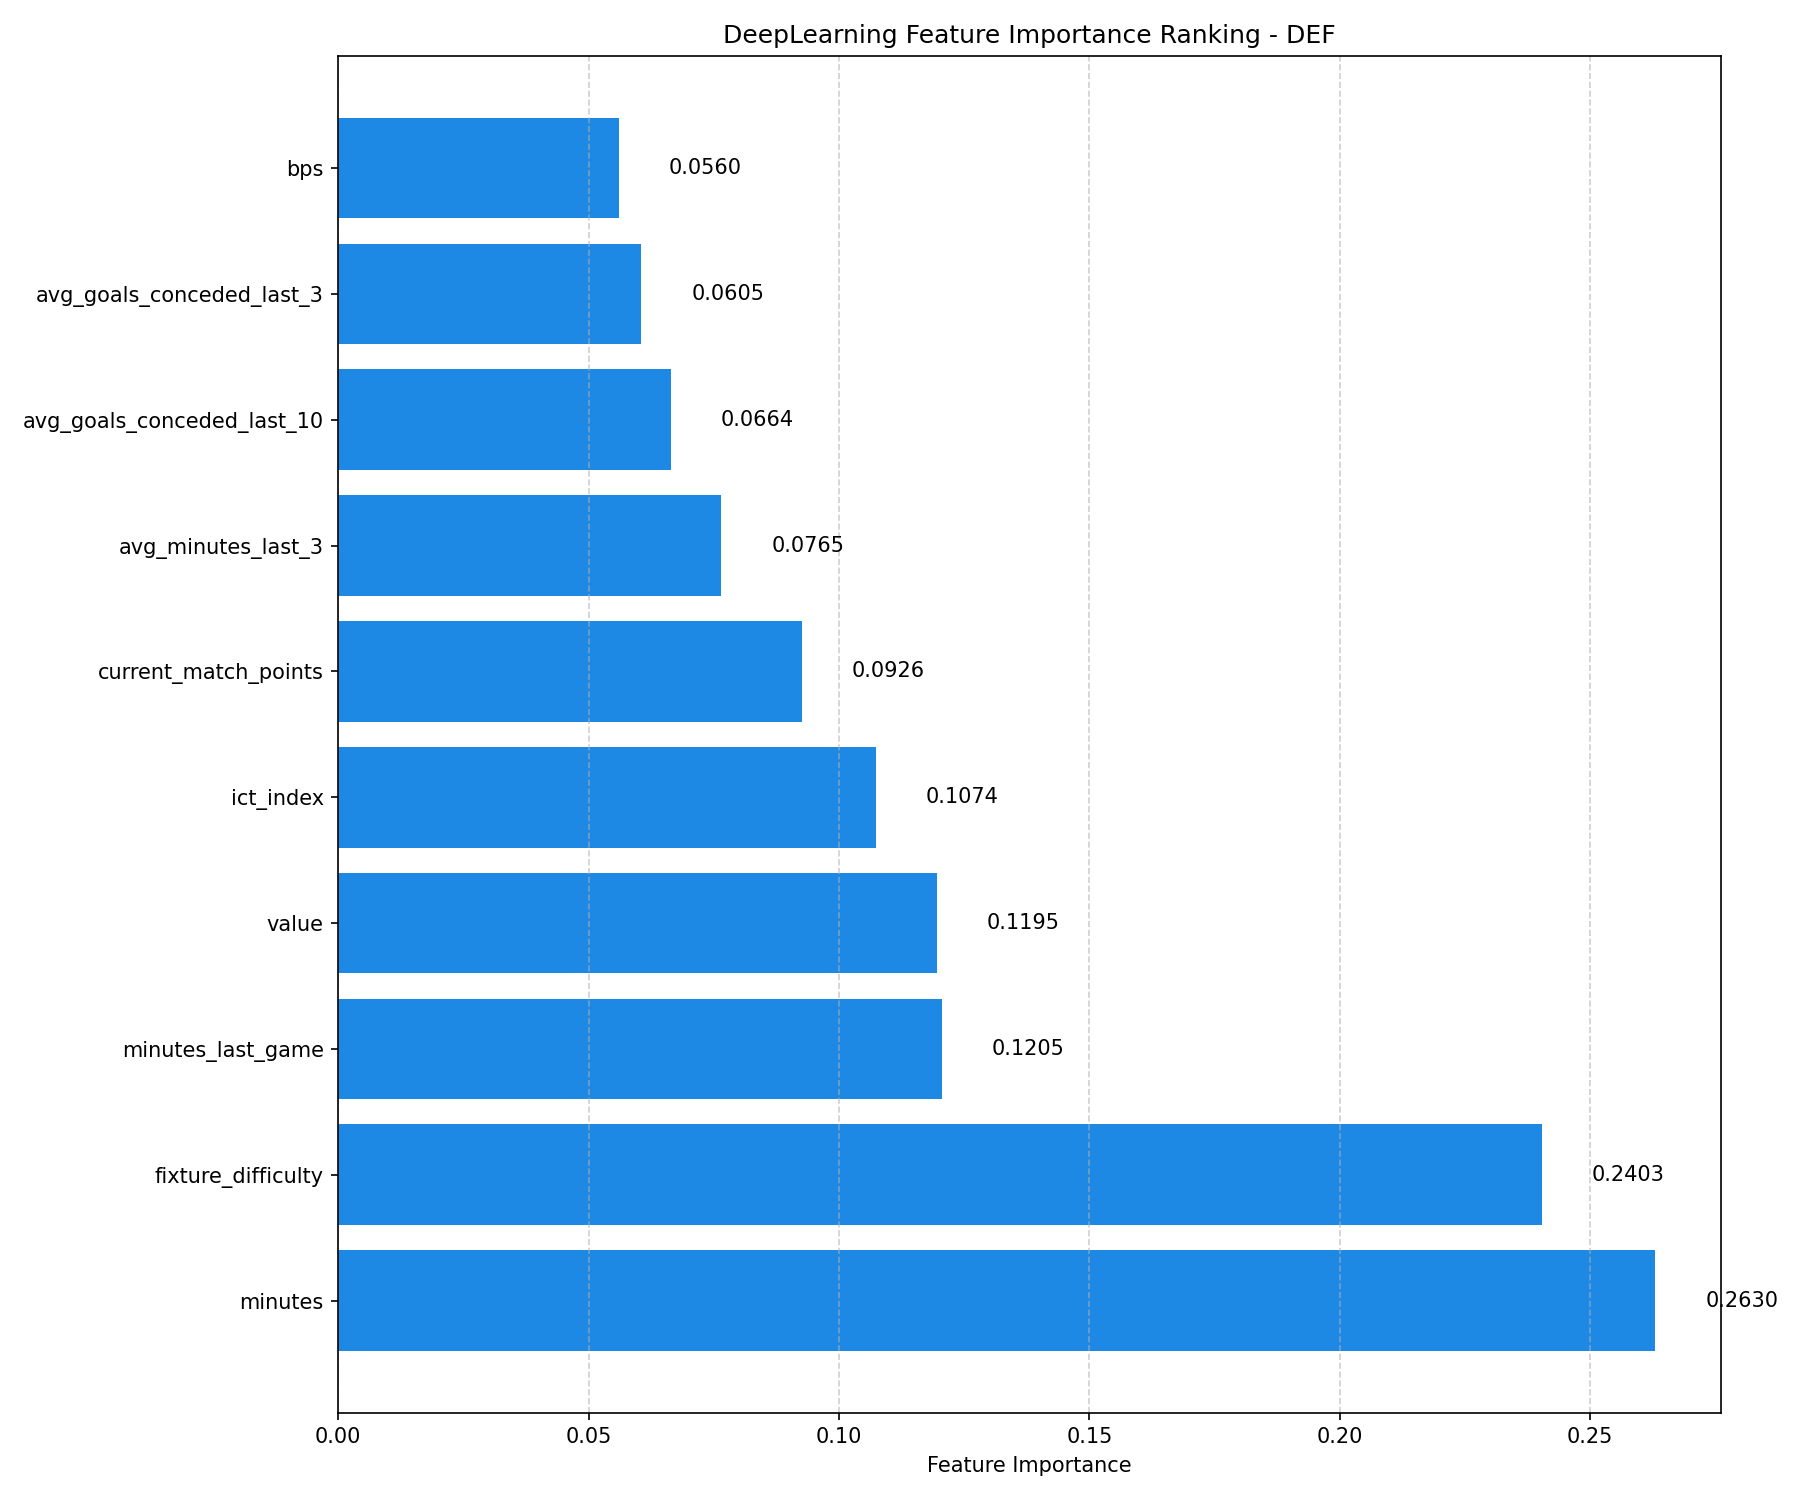 DeepLearning Feature Importance Ranking - DEF
bps 0.0560
avg_goals_conceded_last_3 0.0605
avg_goals_conceded_last_10 0.0664
avg_minutes_last_3 0.0765
current_match_points 0.0926
ict_index 0.1074
value 0.1195
minutes_last_game 0.1205
fixture_difficulty 0.2403
minutes 0.2630
0.00 0.05 0.10 0.15 0.20 0.25
Feature Importance